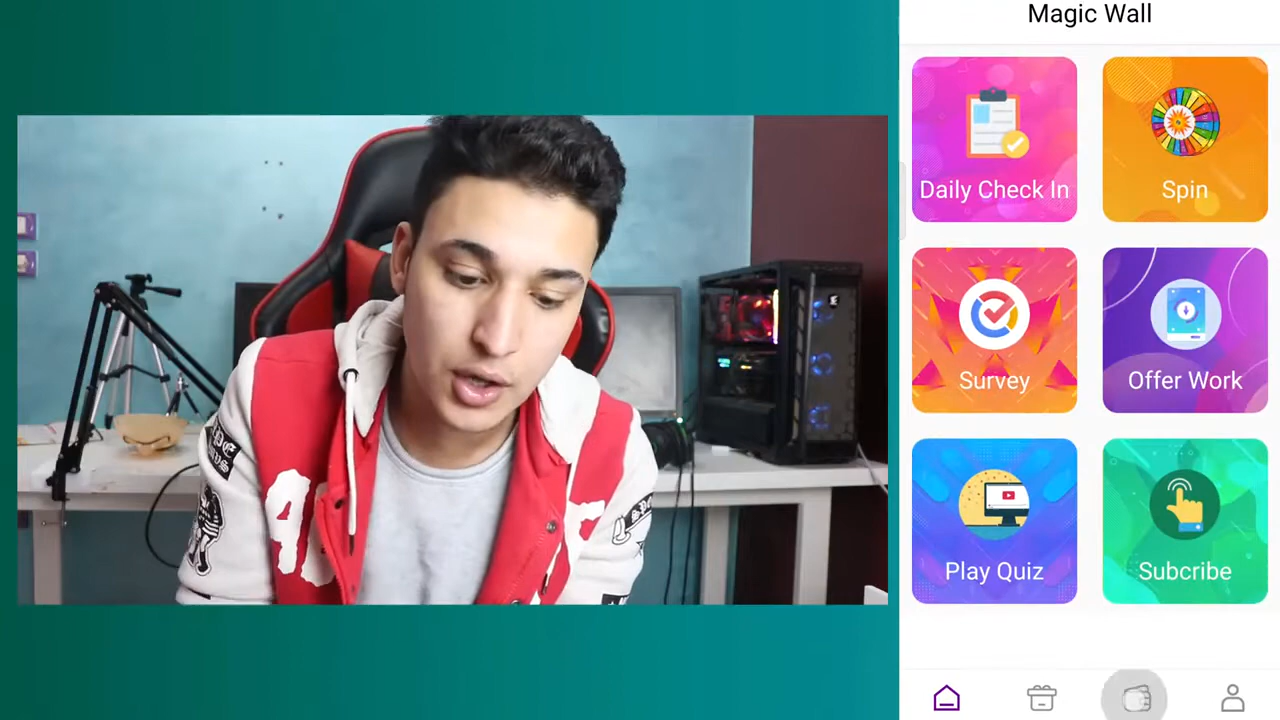 Magic Wall
Daily Check In
Spin
Survey
Offer Work
Play Quiz
Subcribe